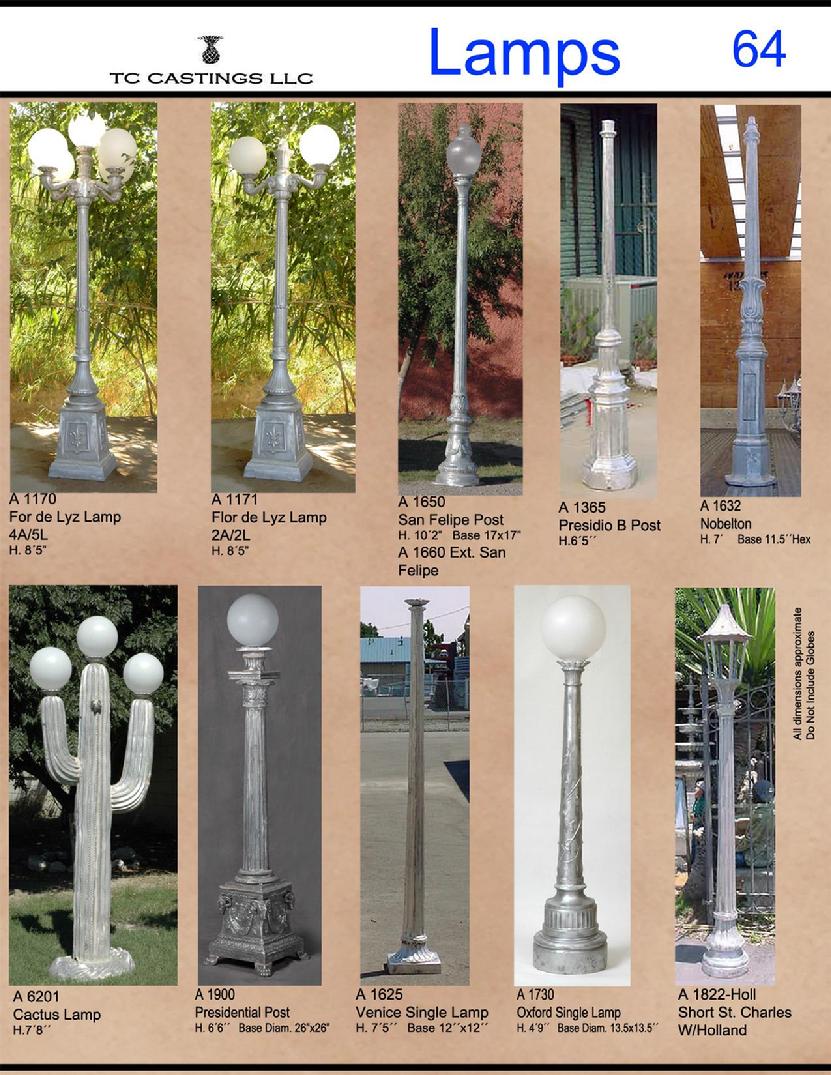 TC CASTINGS LLC
Lamps
64
A 1170
For de Lyz Lamp
4A/5L
H. 8´5"
A 1171
Flor de Lyz Lamp
2A/2L
H. 8´5"
A 1650
San Felipe Post
H. 10´2" Base 17x17"
A 1660 Ext. San
Felipe
A 1365
Presidio B Post
H.6´5´´
A 1632
Nobelton
H. 7´ Base 11.5´´Hex
A 6201
Cactus Lamp
H.7´8´´
A 1900
Presidential Post
H. 6´6´´ Base Diam. 26"x26"
A 1625
Venice Single Lamp
H. 7´5´´ Base 12´´x12´´
A 1730
Oxford Single Lamp
H. 4´9´´ Base Diam. 13.5x13.5´´
A 1822-Holl
Short St. Charles
W/Holland
All dimensions approximate
Do Not Include Globes